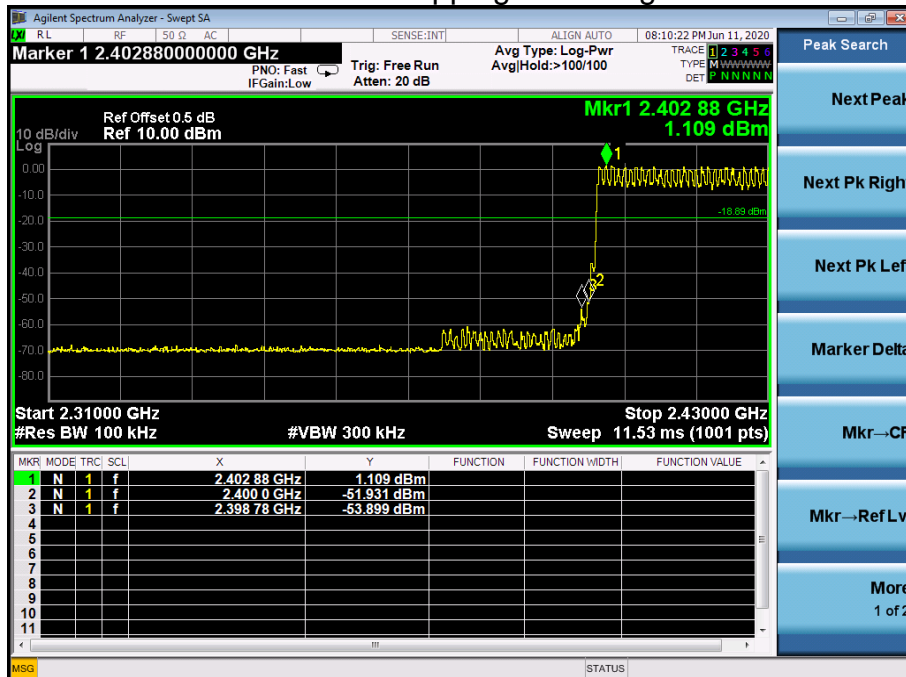 Agilent Spectrum Analyzer - Swept SA
LXI RL RF 50 Ω AC SENSE:INT ALIGN AUTO 08:10:22 PM Jun 11, 2020
Marker 1 2.402880000000 GHz
PNO: Fast
IFGain:Low
Trig: Free Run
Atten: 20 dB
Avg Type: Log-Pwr
Avg|Hold:>100/100
TRACE 1 2 3 4 5 6
TYPE M W W W W W
DET P N N N N N
Peak Search
Next Peak
Next Pk Right
Next Pk Lef
Marker Delta
Mkr→CF
Mkr→RefLv
More
1 of 2
Mkr1 2.402 88 GHz
1.109 dBm
Ref Offset 0.5 dB
10 dB/div Ref 10.00 dBm
Log
0.00
-10.0
-20.0
-30.0
-40.0
-50.0
-60.0
-70.0
-80.0
1
-18.89 dBm
2
Start 2.31000 GHz Stop 2.43000 GHz
#Res BW 100 kHz #VBW 300 kHz Sweep 11.53 ms (1001 pts)
MKR MODE TRC SCL X Y FUNCTION FUNCTION WIDTH FUNCTION VALUE
1 N 1 f 2.402 88 GHz 1.109 dBm
2 N 1 f 2.400 0 GHz -51.931 dBm
3 N 1 f 2.398 78 GHz -53.899 dBm
4
5
6
7
8
9
10
11
MSG STATUS